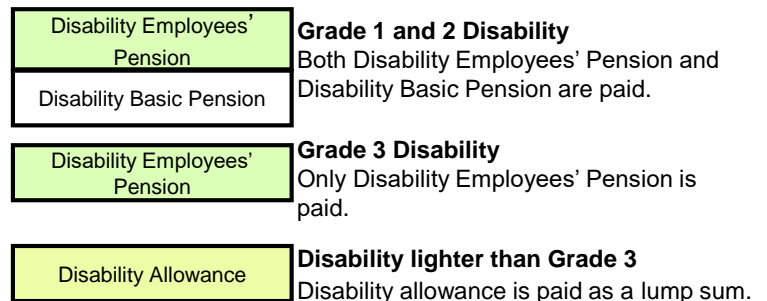 Disability Employees’
Pension
Disability Basic Pension
Grade 1 and 2 Disability
Both Disability Employees’ Pension and
Disability Basic Pension are paid.
Disability Employees’
Pension
Grade 3 Disability
Only Disability Employees’ Pension is
paid.
Disability Allowance
Disability lighter than Grade 3
Disability allowance is paid as a lump sum.